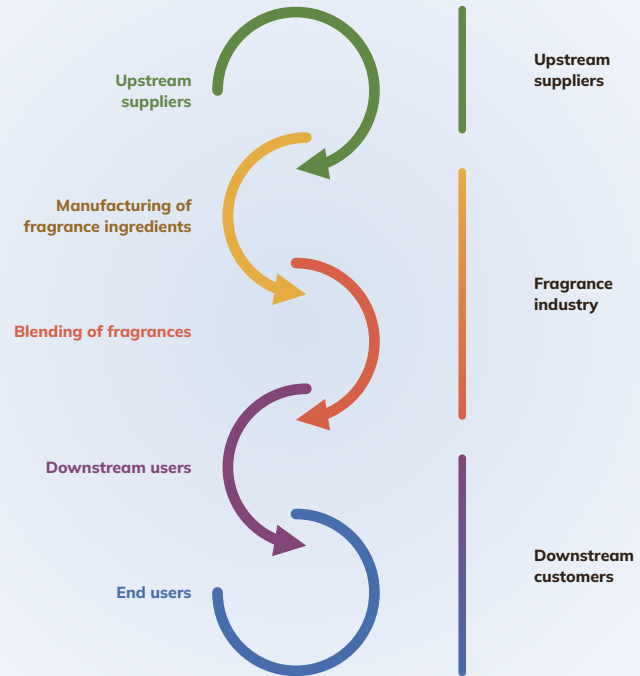 Upstream
suppliers
Manufacturing of
fragrance ingredients
Blending of fragrances
Downstream users
End users
Upstream
suppliers
Fragrance
industry
Downstream
customers